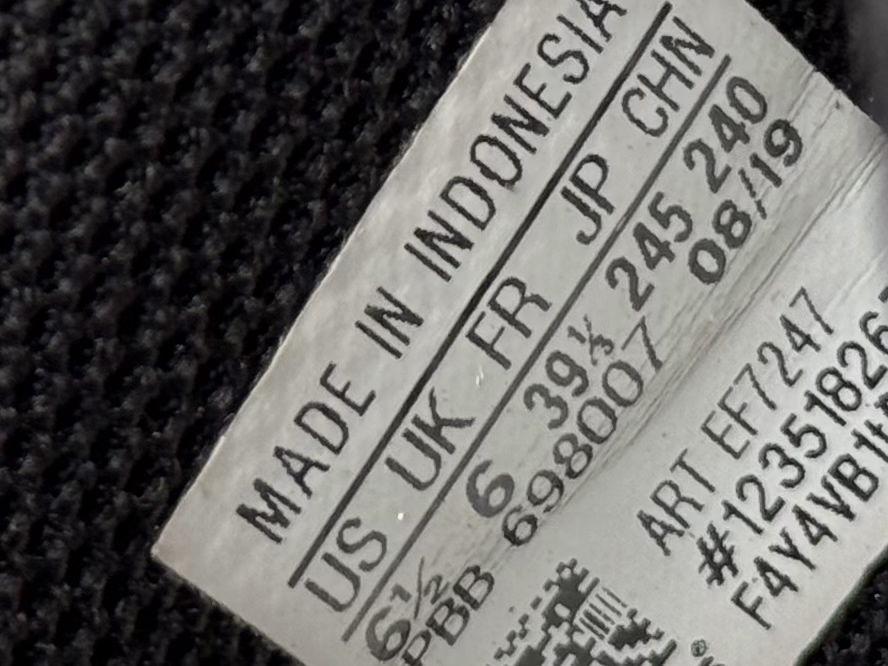 MADE IN INDONESIA
US UK FR JP CHN
6½ 6 39⅓ 245 240
PBB 698007 08/19
ART EF7247
#12351826
F4Y4VB1